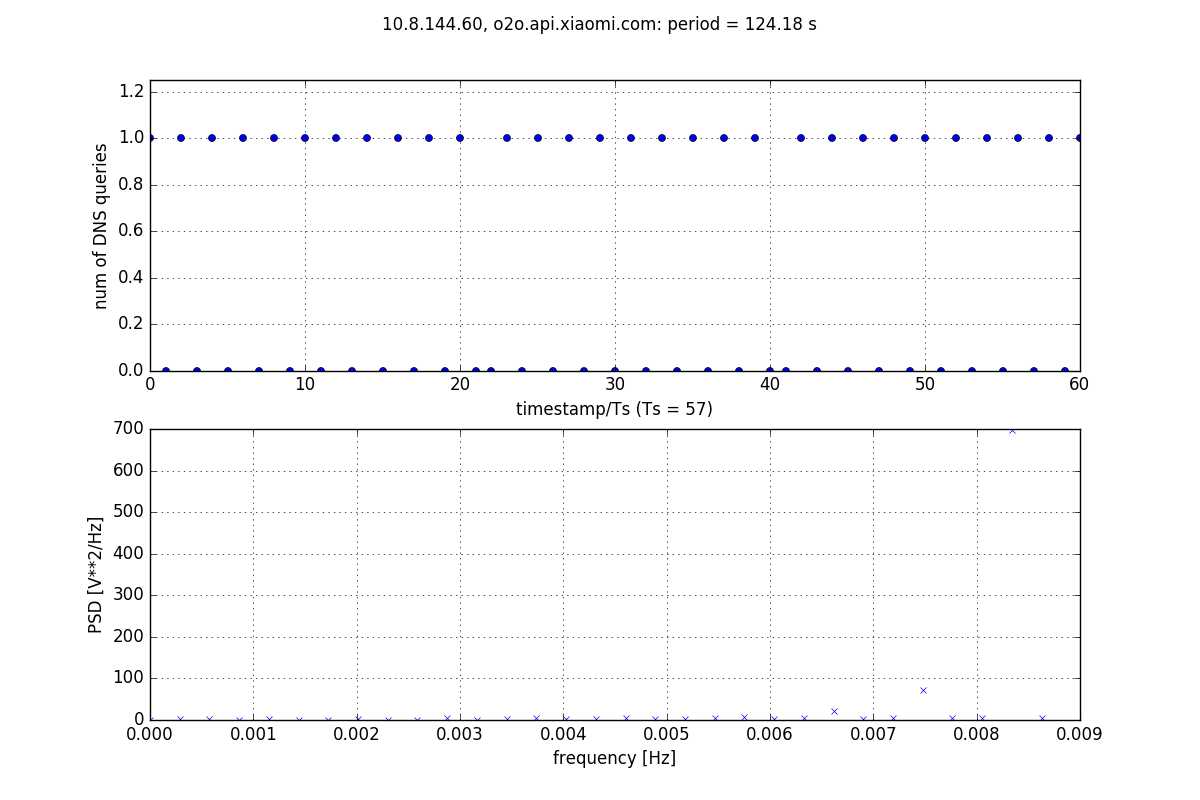 10.8.144.60, o2o.api.xiaomi.com: period = 124.18 s
1.2
1.0
0.8
0.6
0.4
0.2
0.0
num of DNS queries
0 10 20 30 40 50 60
timestamp/Ts (Ts = 57)
700
600
500
400
300
200
100
0
PSD [V**2/Hz]
0.000 0.001 0.002 0.003 0.004 0.005 0.006 0.007 0.008 0.009
frequency [Hz]